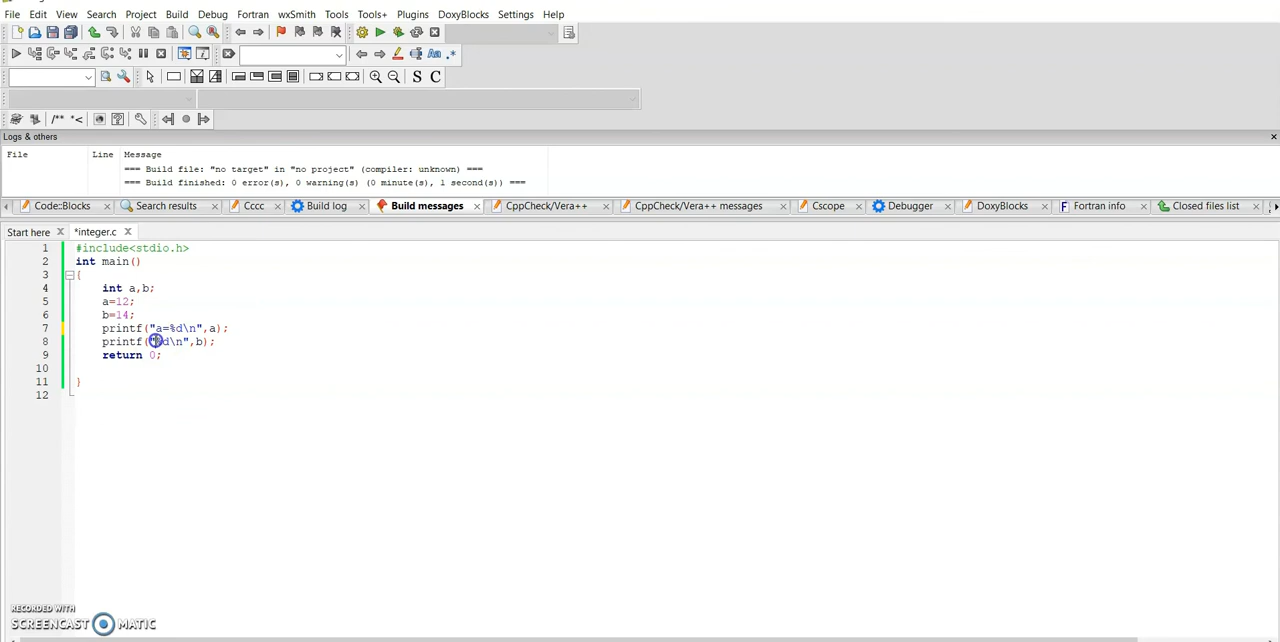 File Edit View Search Project Build Debug Fortran wxSmith Tools Tools+ Plugins DoxyBlocks Settings Help
Aa .*
S C
/** *<
Logs & others
File Line Message
=== Build file: "no target" in "no project" (compiler: unknown) ===
=== Build finished: 0 error(s), 0 warning(s) (0 minute(s), 1 second(s)) ===
Code::Blocks Search results Cccc Build log Build messages CppCheck/Vera++ CppCheck/Vera++ messages Cscope Debugger DoxyBlocks Fortran info Closed files list
Start here *integer.c
1 #include<stdio.h>
2 int main()
3 {
4 int a,b;
5 a=12;
6 b=14;
7 printf("a=%d\n",a);
8 printf("%d\n",b);
9 return 0;
10
11 }
12
RECORDED WITH
SCREENCAST MATIC